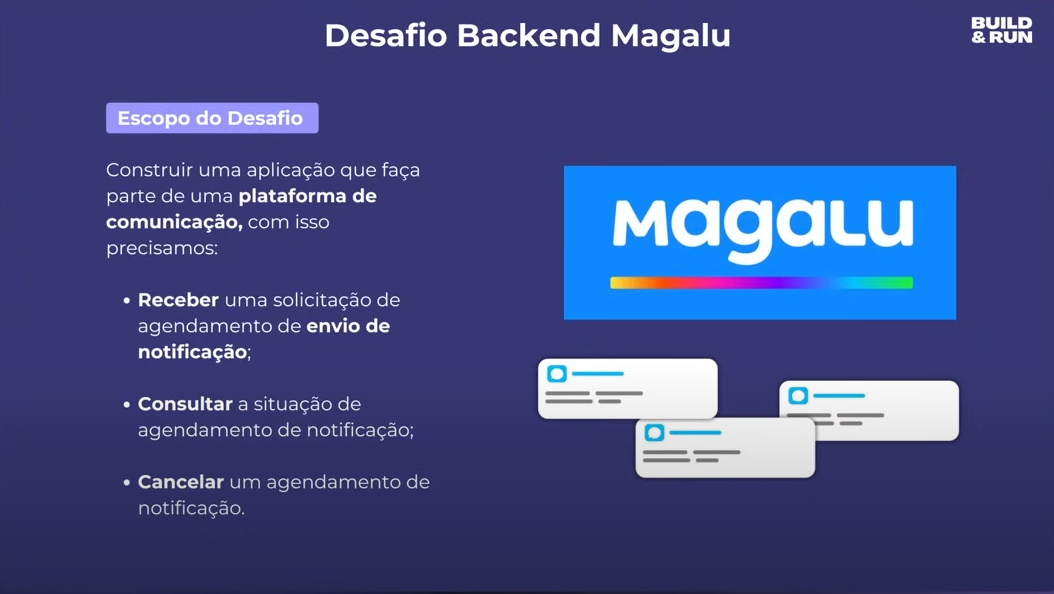 Desafio Backend Magalu
BUILD
& RUN
Escopo do Desafio
Construir uma aplicação que faça
parte de uma plataforma de
comunicação, com isso
precisamos:
• Receber uma solicitação de
agendamento de envio de
notificação;
• Consultar a situação de
agendamento de notificação;
• Cancelar um agendamento de
notificação.
Magalu